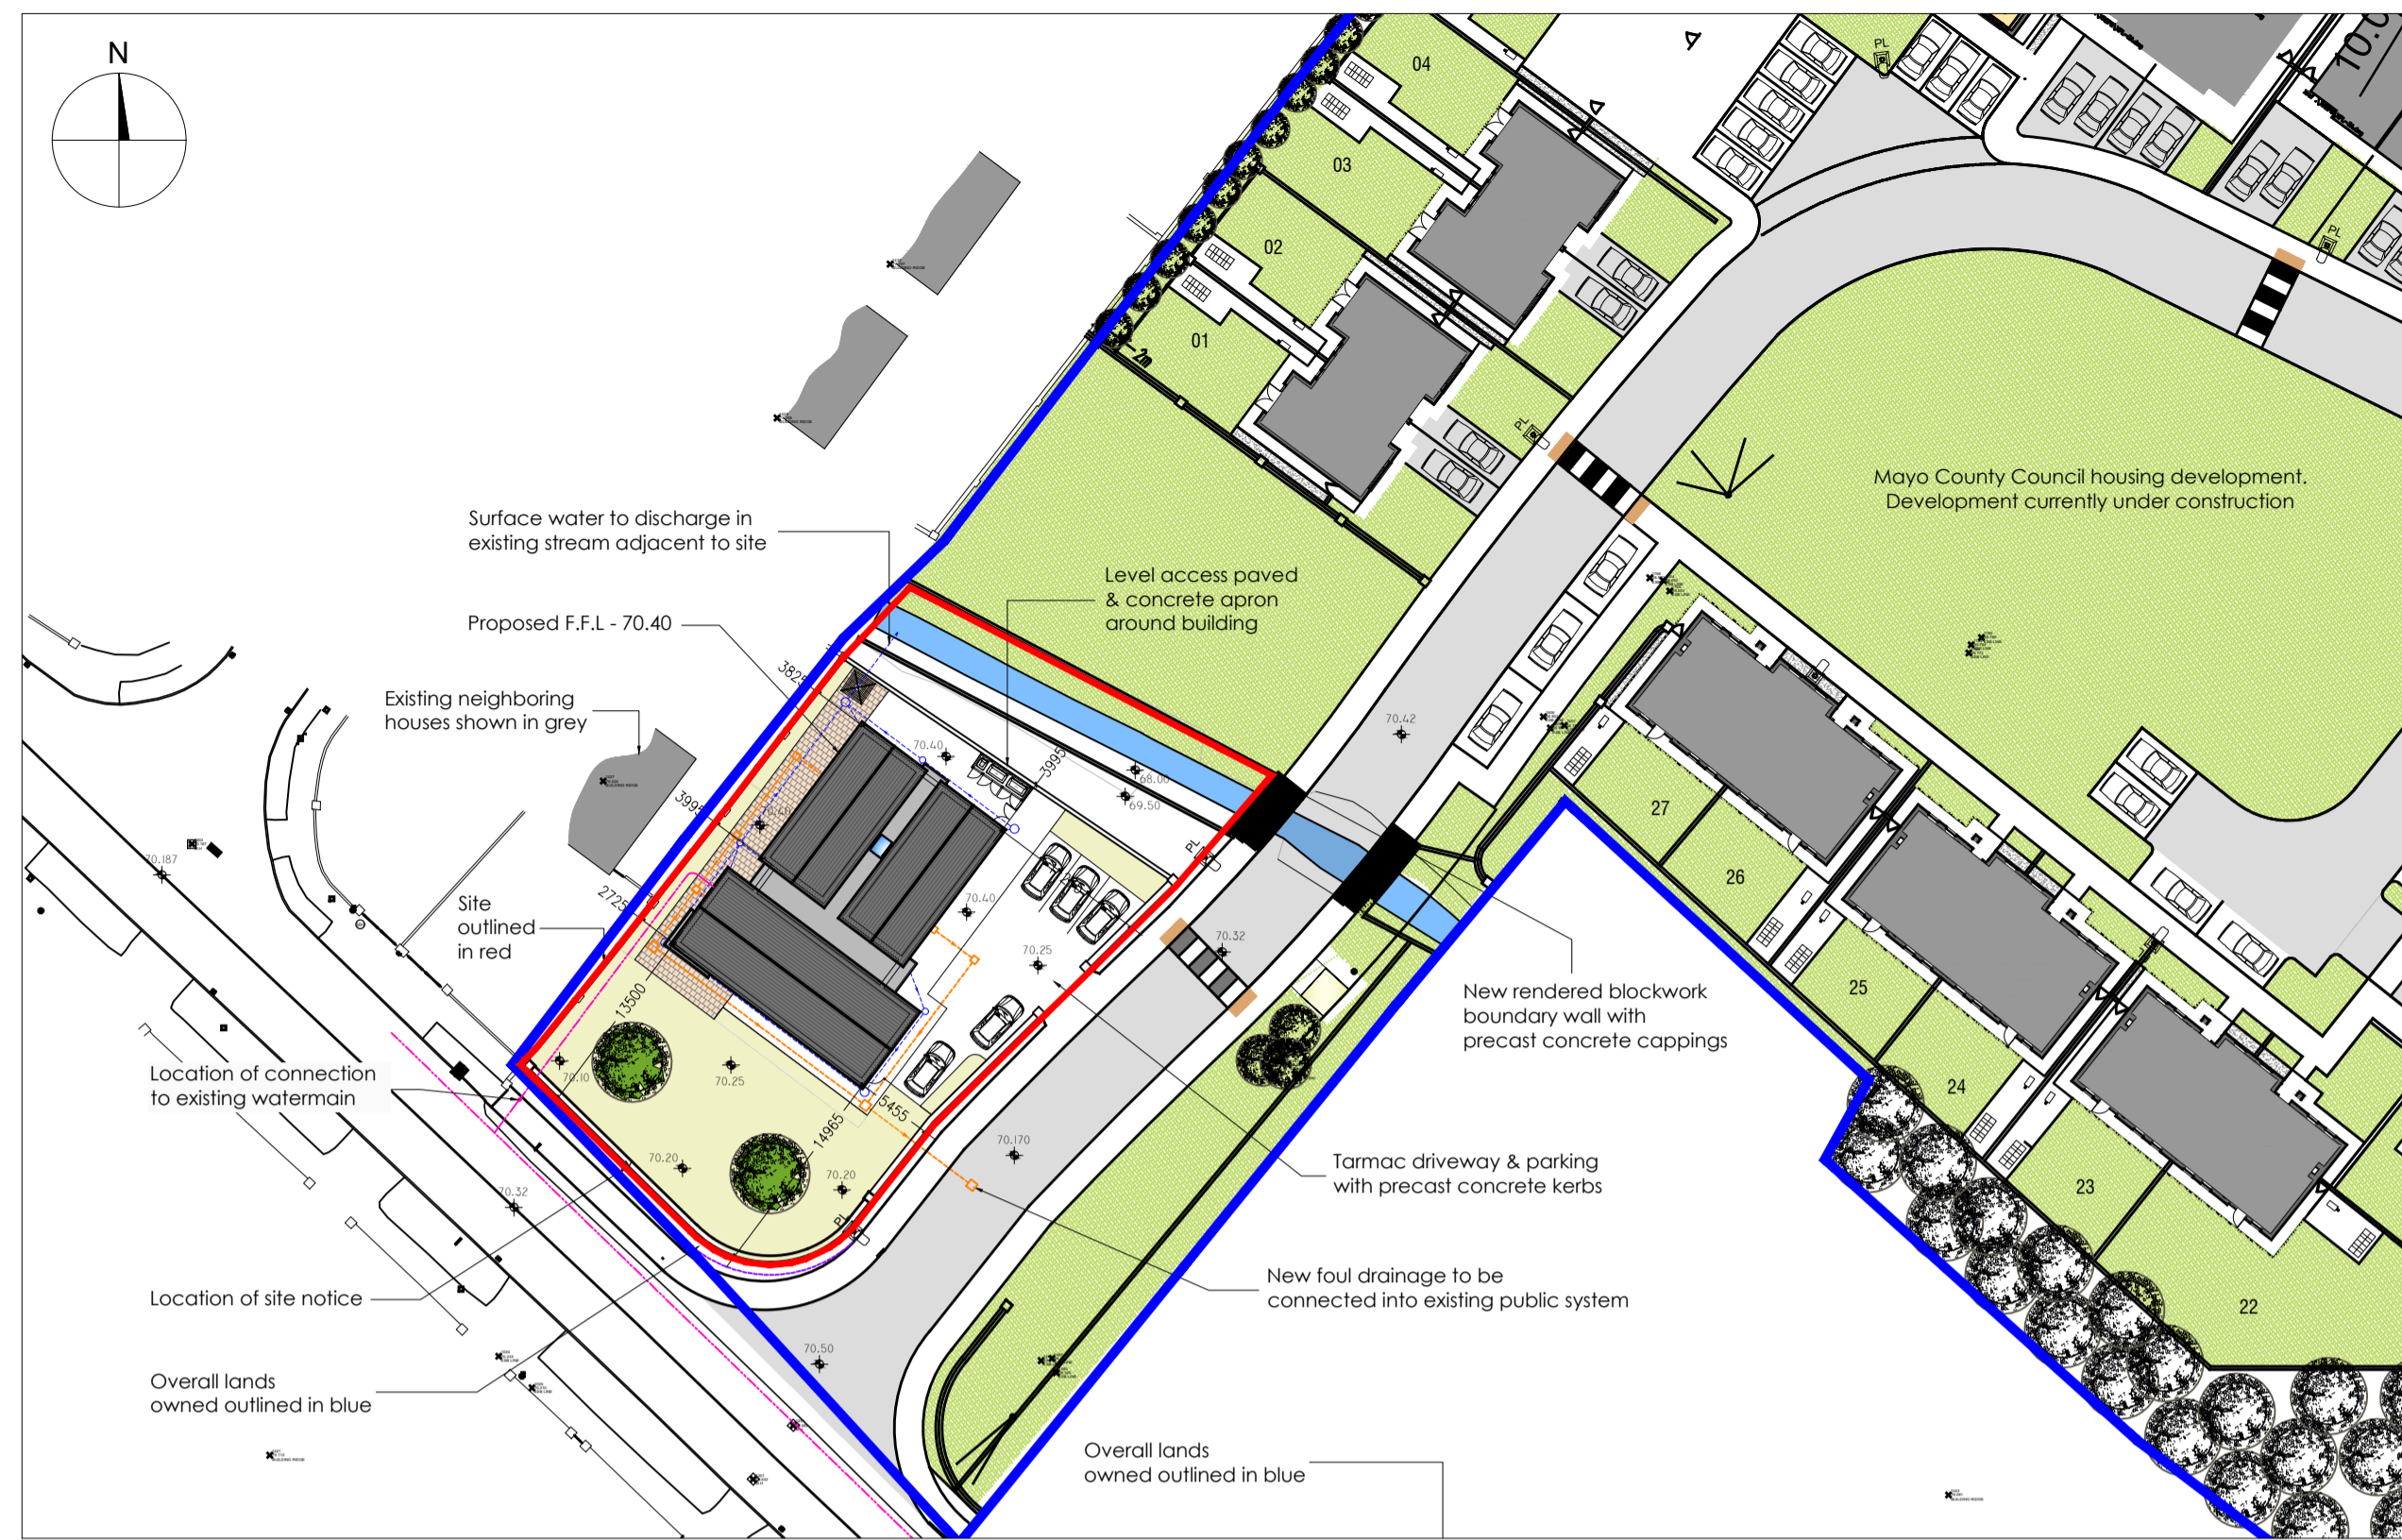 N
04
03
02
01
2m
PL
PL
PL
10.0
Mayo County Council housing development.
Development currently under construction
Surface water to discharge in
existing stream adjacent to site
Level access paved
& concrete apron
around building
Proposed F.F.L - 70.40
Existing neighboring
houses shown in grey
3825
3995
2725
3995
70.40
70.40
70.25
68.00
69.50
70.42
70.32
PL
70.187
Site
outlined
in red
13500
70.10
70.25
70.20
70.20
14965
5455
PL
70.170
70.32
70.50
27
26
25
24
23
22
New rendered blockwork
boundary wall with
precast concrete cappings
Location of connection
to existing watermain
Tarmac driveway & parking
with precast concrete kerbs
New foul drainage to be
connected into existing public system
Location of site notice
Overall lands
owned outlined in blue
Overall lands
owned outlined in blue